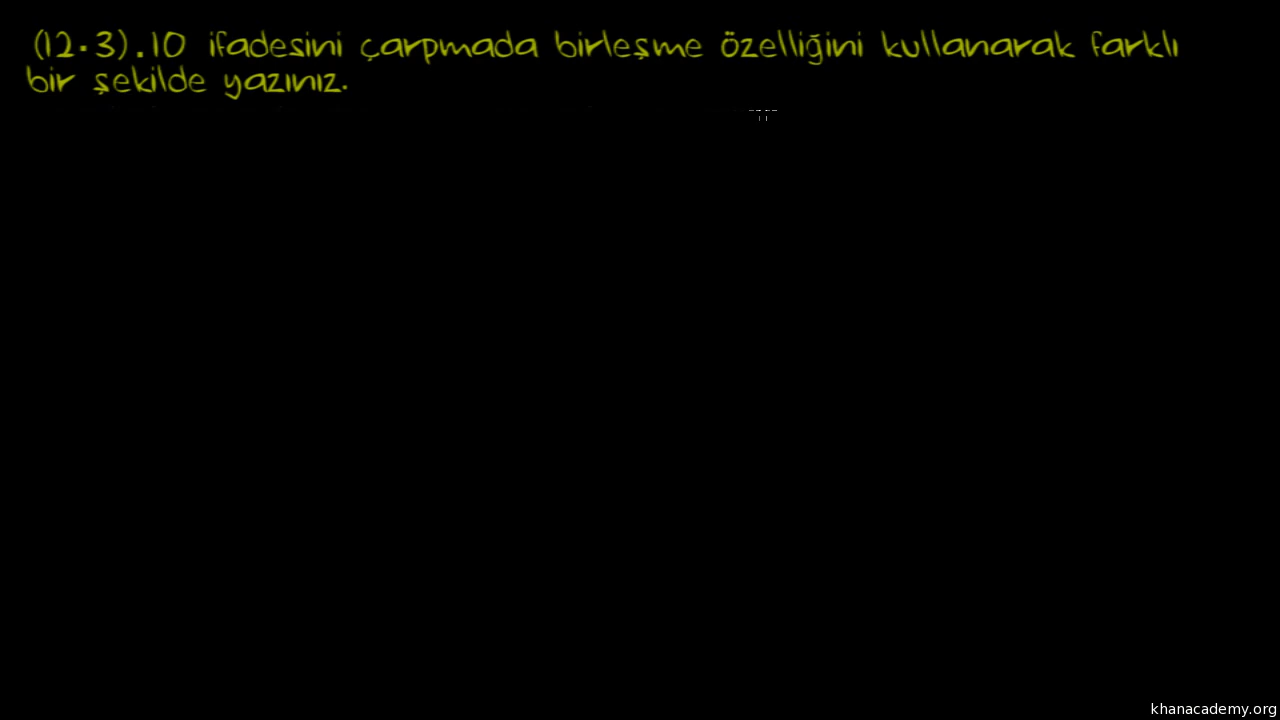 (12·3).10 ifadesini çarpmada birleşme özelliğini kullanarak farklı
bir şekilde yazınız.
khanacademy.org